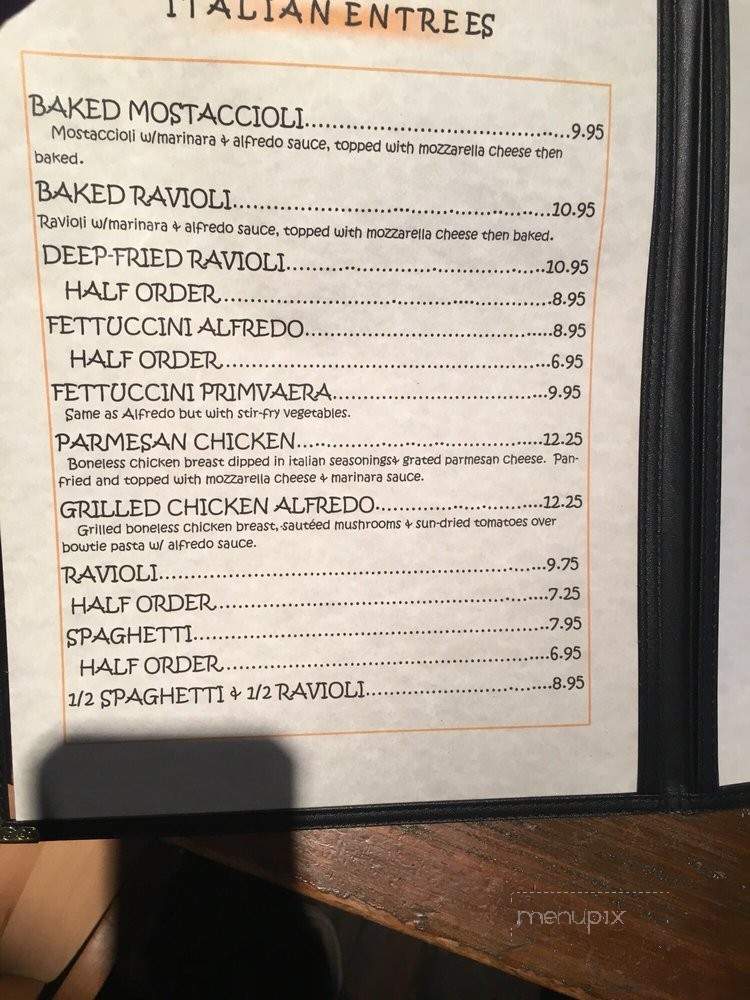 ITALIAN ENTREES
BAKED MOSTACCIOLI.......................................9.95
Mostaccioli w/marinara & alfredo sauce, topped with mozzarella cheese then
baked.
BAKED RAVIOLI.......................................10.95
Ravioli w/marinara & alfredo sauce, topped with mozzarella cheese then baked.
DEEP-FRIED RAVIOLI.......................................10.95
HALF ORDER.......................................8.95
FETTUCCINI ALFREDO.......................................8.95
HALF ORDER.......................................6.95
FETTUCCINI PRIMVAERA.......................................9.95
Same as Alfredo but with stir-fry vegetables.
PARMESAN CHICKEN.......................................12.25
Boneless chicken breast dipped in italian seasonings& grated parmesan cheese. Pan-
fried and topped with mozzarella cheese & marinara sauce.
GRILLED CHICKEN ALFREDO.......................................12.25
Grilled boneless chicken breast, sautéed mushrooms & sun-dried tomatoes over
bowtie pasta w/ alfredo sauce.
RAVIOLI.......................................9.75
HALF ORDER.......................................7.25
SPAGHETTI.......................................7.95
HALF ORDER.......................................6.95
1/2 SPAGHETTI & 1/2 RAVIOLI.......................................8.95
menupix